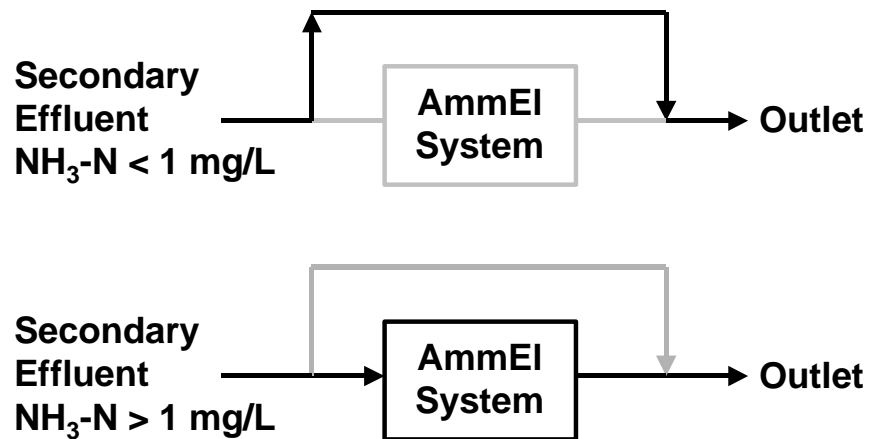 Secondary
Effluent
NH₃-N < 1 mg/L
AmmEl
System
Outlet
Secondary
Effluent
NH₃-N > 1 mg/L
AmmEl
System
Outlet